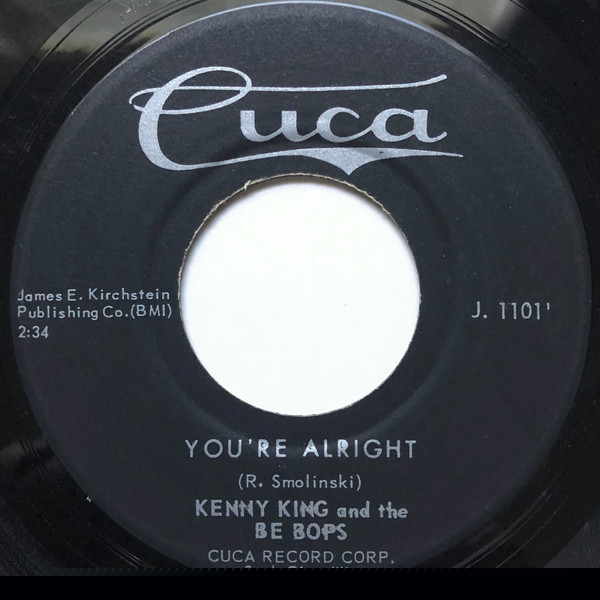 Cuca
James E. Kirchstein
Publishing Co.(BMI)
2:34
J. 1101'
YOU'RE ALRIGHT
(R. Smolinski)
KENNY KING and the
BE BOPS
CUCA RECORD CORP.